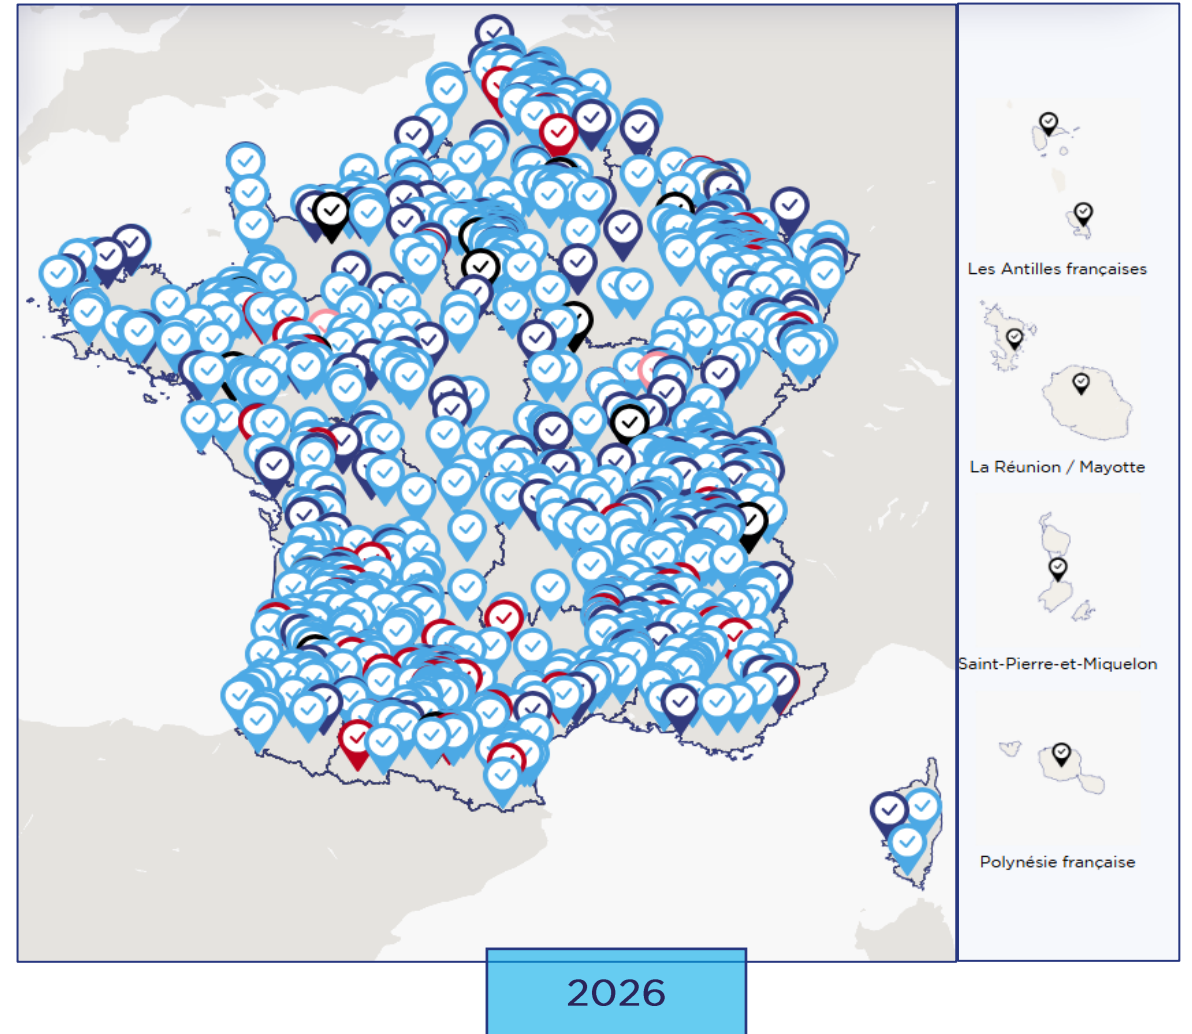 Les Antilles françaises
La Réunion / Mayotte
Saint-Pierre-et-Miquelon
Polynésie française
2026